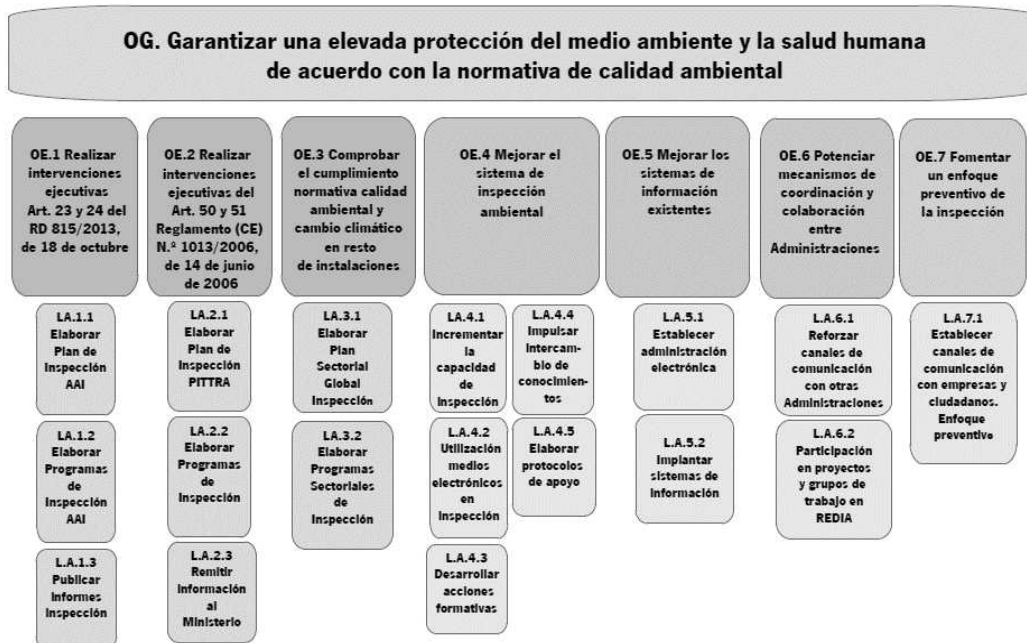 OG. Garantizar una elevada protección del medio ambiente y la salud humana
de acuerdo con la normativa de calidad ambiental
OE.1 Realizar
intervenciones
ejecutivas
Art. 23 y 24 del
RD 815/2013,
de 18 de octubre
OE.2 Realizar
intervenciones
ejecutivas del
Art. 50 y 51
Reglamento (CE)
N.º 1013/2006,
de 14 de junio
de 2006
OE.3 Comprobar
el cumplimiento
normativa calidad
ambiental y
cambio climático
en resto
de instalaciones
OE.4 Mejorar el
sistema de
inspección
ambiental
OE.5 Mejorar los
sistemas de
información
existentes
OE.6 Potenciar
mecanismos de
coordinación y
colaboración
entre
Administraciones
OE.7 Fomentar
un enfoque
preventivo de
la inspección
LA.1.1
Elaborar
Plan de
Inspección
AAI
LA.1.2
Elaborar
Programas
de
Inspección
AAI
L.A.1.3
Publicar
Informes
Inspección
LA.2.1
Elaborar
Plan de
Inspección
PITTRA
LA.2.2
Elaborar
Programas
de
Inspección
L.A.2.3
Remitir
Información
al
Ministerio
LA.3.1
Elaborar
Plan
Sectorial
Global
Inspección
LA.3.2
Elaborar
Programas
Sectoriales
de
Inspección
L.A.4.1
Incrementar
la
capacidad
de
Inspección
L.A.4.2
Utilización
medios
electrónicos
en
Inspección
L.A.4.3
Desarrollar
acciones
formativas
L.A.4.4
Impulsar
Intercam-
bio de
conocimien-
tos
L.A.4.5
Elaborar
protocolos
de apoyo
L.A.5.1
Establecer
administración
electrónica
L.A.5.2
Implantar
sistemas de
Información
L.A.6.1
Reforzar
canales de
comunicación
con otras
Administraciones
L.A.6.2
Participación
en proyectos
y grupos de
trabajo en
REDIA
LA.7.1
Establecer
canales de
comunicación
con empresas y
ciudadanos.
Enfoque
preventivo